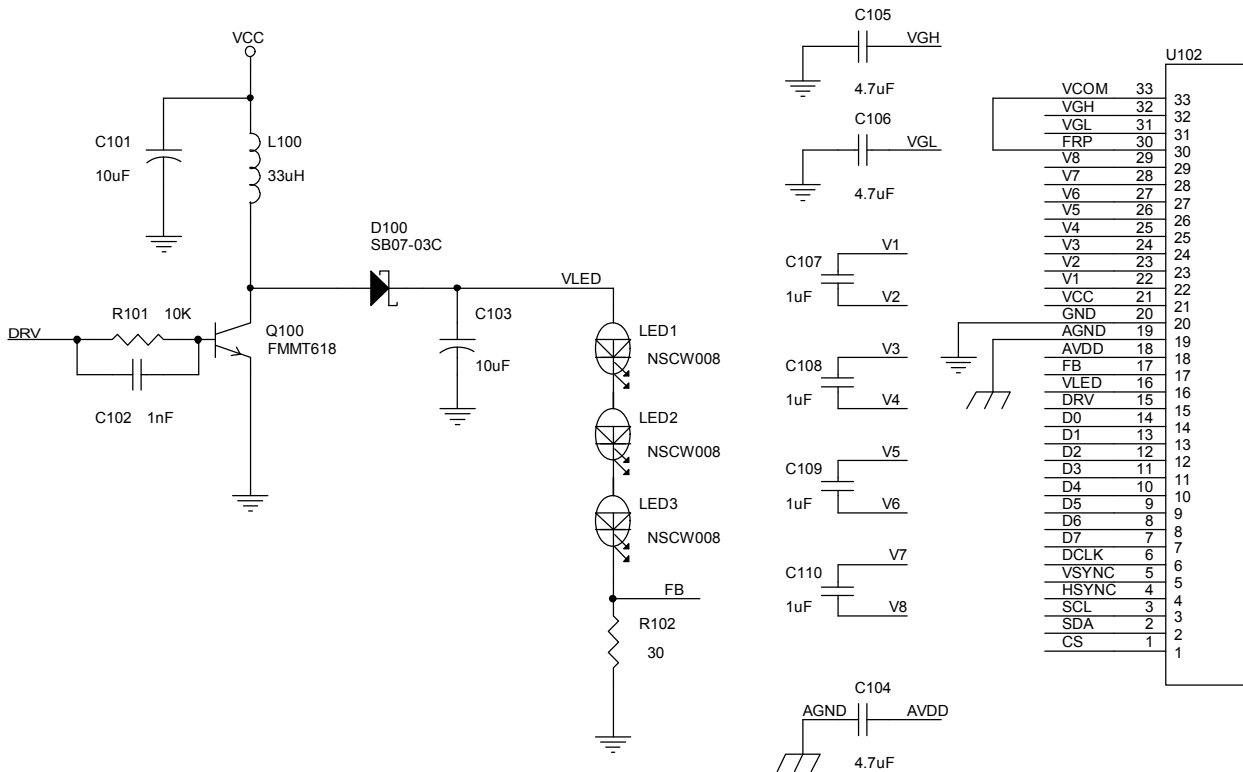 VCC
C101
10uF
L100
33uH
D100
SB07-03C
VLED
C103
10uF
DRV
R101 10K
Q100
FMMT618
C102 1nF
LED1
NSCW008
LED2
NSCW008
LED3
NSCW008
FB
R102
30
C105
VGH
4.7uF
C106
VGL
4.7uF
V1
C107
1uF
V2
V3
C108
1uF
V4
V5
C109
1uF
V6
V7
C110
1uF
V8
C104
AGND AVDD
4.7uF
U102
VCOM 33 33
VGH 32 32
VGL 31 31
FRP 30 30
V8 29 29
V7 28 28
V6 27 27
V5 26 26
V4 25 25
V3 24 24
V2 23 23
V1 22 22
VCC 21 21
GND 20 20
AGND 19 19
AVDD 18 18
FB 17 17
VLED 16 16
DRV 15 15
D0 14 14
D1 13 13
D2 12 12
D3 11 11
D4 10 10
D5 9 9
D6 8 8
D7 7 7
DCLK 6 6
VSYNC 5 5
HSYNC 4 4
SCL 3 3
SDA 2 2
CS 1 1